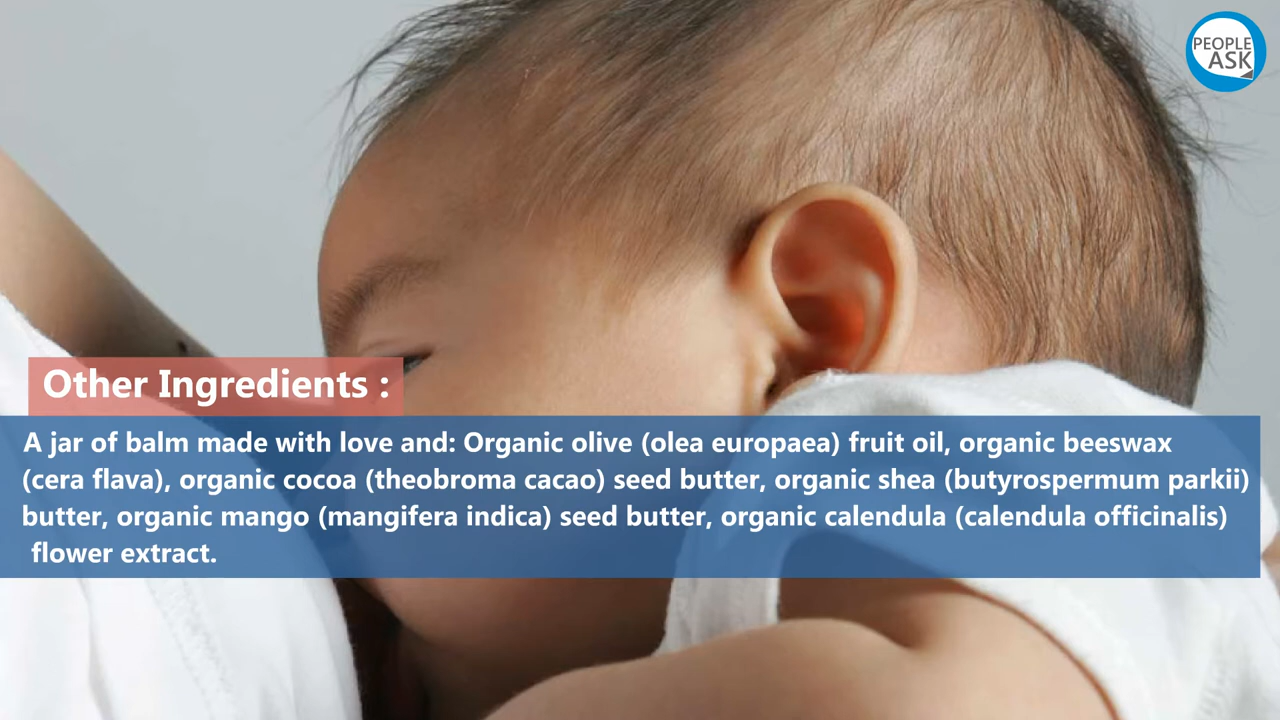 PEOPLE
ASK
Other Ingredients :
A jar of balm made with love and: Organic olive (olea europaea) fruit oil, organic beeswax
(cera flava), organic cocoa (theobroma cacao) seed butter, organic shea (butyrospermum parkii)
butter, organic mango (mangifera indica) seed butter, organic calendula (calendula officinalis)
flower extract.